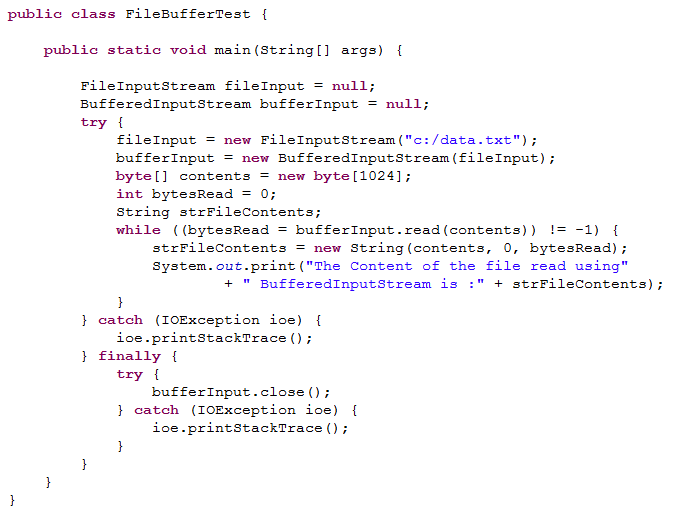 public class FileBufferTest {
public static void main(String[] args) {
FileInputStream fileInput = null;
BufferedInputStream bufferInput = null;
try {
fileInput = new FileInputStream("c:/data.txt");
bufferInput = new BufferedInputStream(fileInput);
byte[] contents = new byte[1024];
int bytesRead = 0;
String strFileContents;
while ((bytesRead = bufferInput.read(contents)) != -1) {
strFileContents = new String(contents, 0, bytesRead);
System.out.print("The Content of the file read using"
+ " BufferedInputStream is :" + strFileContents);
}
} catch (IOException ioe) {
ioe.printStackTrace();
} finally {
try {
bufferInput.close();
} catch (IOException ioe) {
ioe.printStackTrace();
}
}
}
}